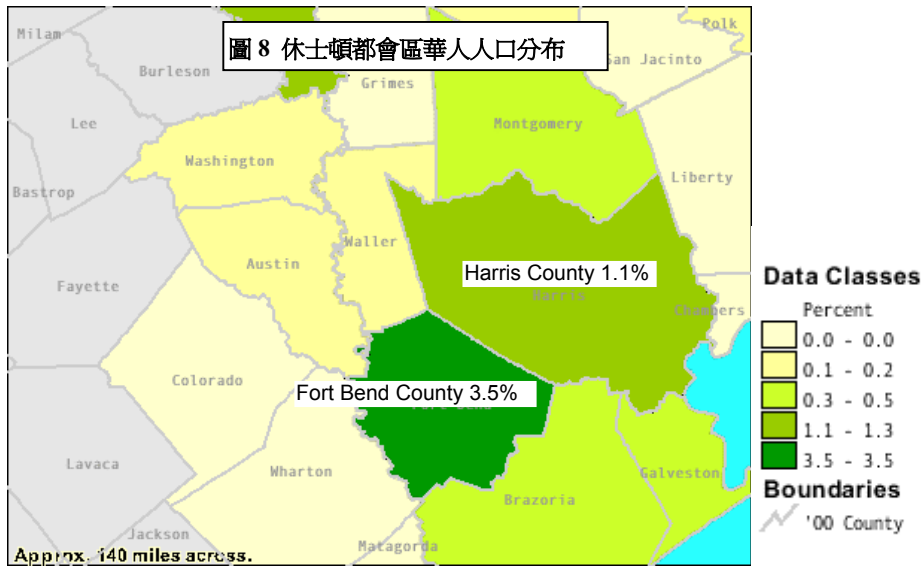 圖 8 休士頓都會區華人人口分布
Milam
Polk
Burleson
San Jacinto
Grimes
Lee
Montgomery
Washington
Liberty
Bastrop
Waller
Austin
Harris County 1.1%
Harris
Fayette
Chambers
Colorado
Fort Bend County 3.5%
Fort Bend
Lavaca
Wharton
Galveston
Brazoria
Jackson
Matagorda
Approx. 140 miles across.
Data Classes
Percent
0.0 - 0.0
0.1 - 0.2
0.3 - 0.5
1.1 - 1.3
3.5 - 3.5
Boundaries
'00 County